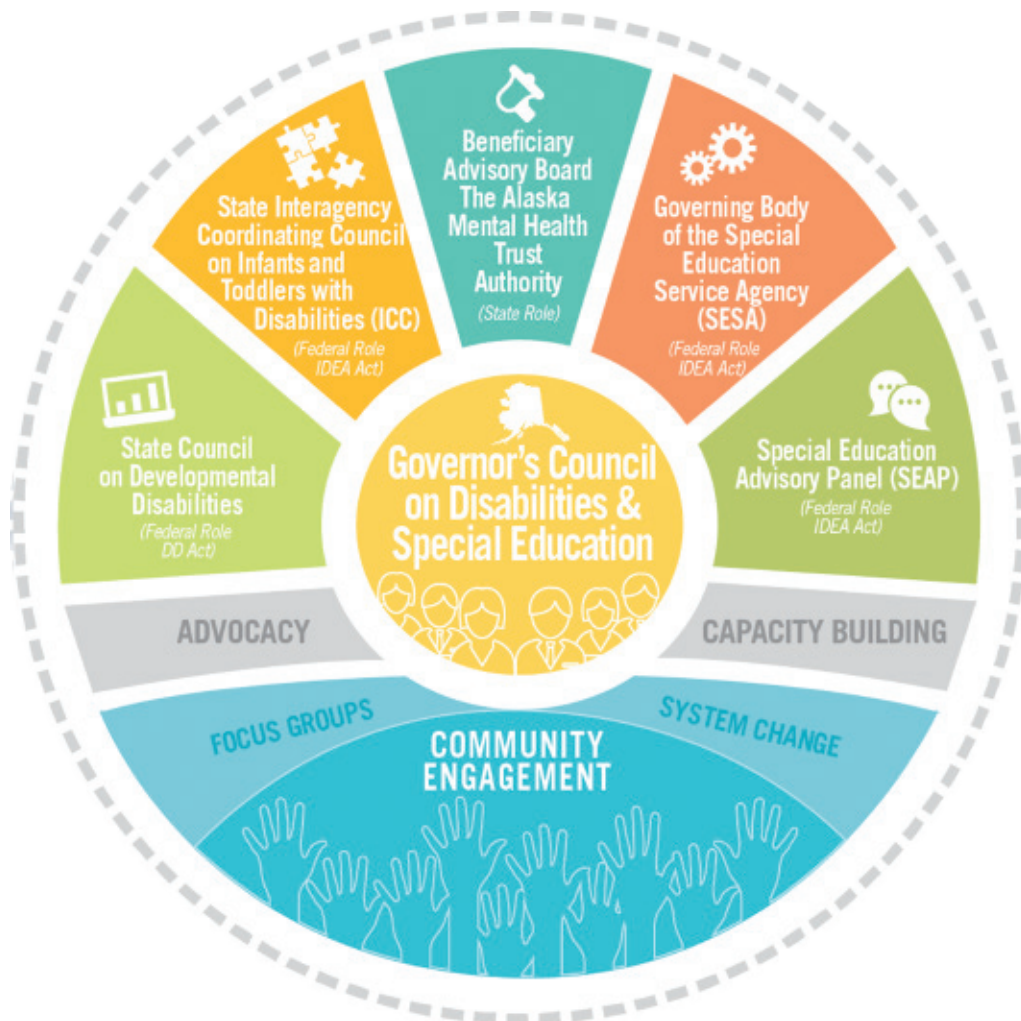 State Council
on Developmental
Disabilities
(Federal Role
DD Act)
State Interagency
Coordinating Council
on Infants and
Toddlers with
Disabilities (ICC)
(Federal Role
IDEA Act)
Beneficiary
Advisory Board
The Alaska
Mental Health
Trust
Authority
(State Role)
Governing Body
of the Special
Education
Service Agency
(SESA)
(Federal Role
IDEA Act)
Special Education
Advisory Panel (SEAP)
(Federal Role
IDEA Act)
Governor's Council
on Disabilities &
Special Education
ADVOCACY
CAPACITY BUILDING
FOCUS GROUPS
SYSTEM CHANGE
COMMUNITY
ENGAGEMENT